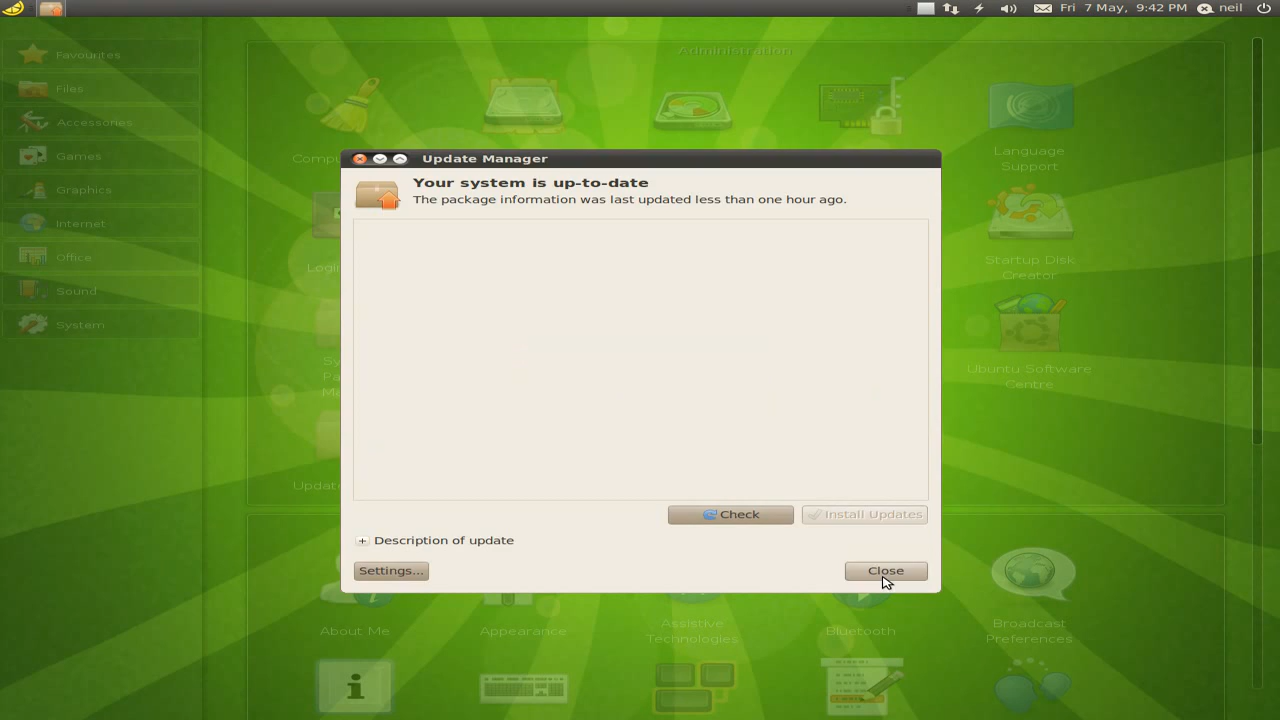 Fri 7 May, 9:42 PM neil
Administration
Favourites
Files
Accessories
Games
Graphics
Internet
Office
Sound
System
Language
Support
Startup Disk
Creator
Ubuntu Software
Centre
Update Manager
Your system is up-to-date
The package information was last updated less than one hour ago.
Check
Install Updates
Description of update
Settings...
Close
About Me
Appearance
Assistive
Technologies
Bluetooth
Broadcast
Preferences